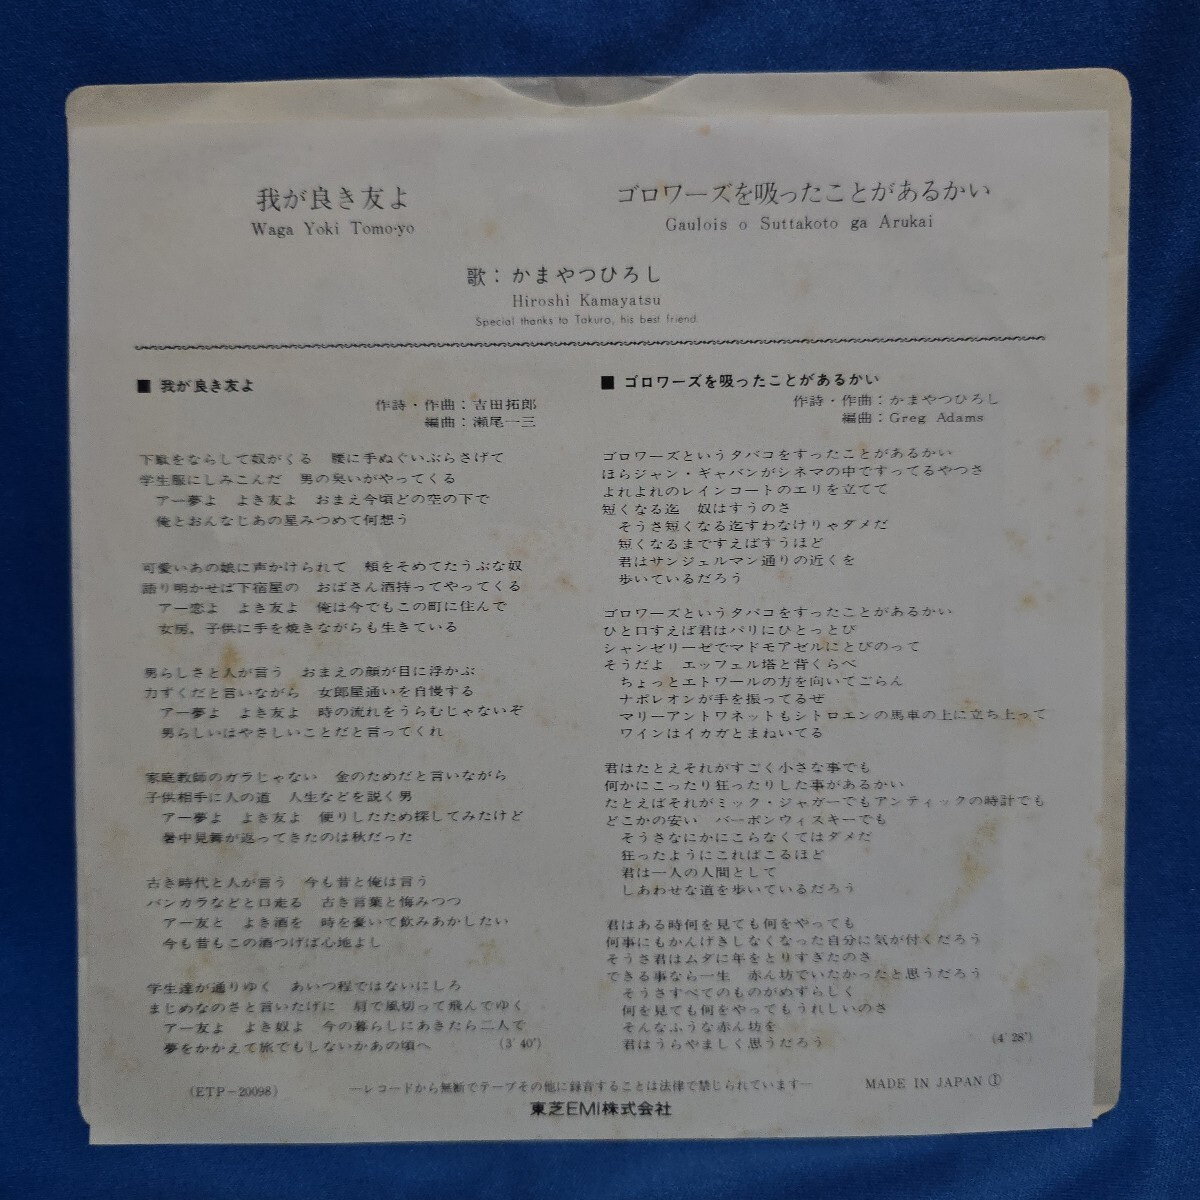 我が良き友よ
Waga Yoki Tomo-yo
ゴロワーズを吸ったことがあるかい
Gaulois o Suttakoto ga Arukai
歌：かまやつひろし
Hiroshi Kamayatsu
Special thanks to Takuro, his best friend.
■ 我が良き友よ
作詩・作曲：吉田拓郎
編曲：瀬尾一三
下駄をならして奴がくる　腰に手ぬぐいぶらさげて
学生服にしみこんだ　男の臭いがやってくる
アー夢よ　よき友よ　おまえ今頃どの空の下で
俺とおんなじあの星みつめて何想う
可愛いあの娘に声かけられて　頬をそめてたうぶな奴
語り明かせば下宿屋の　おばさん酒持ってやってくる
アー恋よ　よき友よ　俺は今でもこの町に住んで
女房，子供に手を焼きながらも生きている
男らしさと人が言う　おまえの顔が目に浮かぶ
力ずくだと言いながら　女郎屋通いを自慢する
アー夢よ　よき友よ　時の流れをうらむじゃないぞ
男らしいはやさしいことだと言ってくれ
家庭教師のガラじゃない　金のためだと言いながら
子供相手に人の道　人生などを説く男
アー夢よ　よき友よ　便りしたため探してみたけど
暑中見舞が返ってきたのは秋だった
古き時代と人が言う　今も昔と俺は言う
バンカラなどと口走る　古き言葉と悔みつつ
アー友と　よき酒を　時を憂いて飲みあかしたい
今も昔もこの酒つげば心地よし
学生達が通りゆく　あいつ程ではないにしろ
まじめなのさと言いたげに　肩で風切って飛んでゆく
アー友よ　よき奴よ　今の暮らしにあきたら二人で
夢をかかえて旅でもしないかあの頃へ
(3′40″)
■ ゴロワーズを吸ったことがあるかい
作詩・作曲：かまやつひろし
編曲：Greg Adams
ゴロワーズというタバコをすったことがあるかい
ほらジャン・ギャバンがシネマの中ですってるやつさ
よれよれのレインコートのエリを立てて
短くなる迄　奴はすうのさ
そうさ短くなる迄すわなけりゃダメだ
短くなるまですえばすうほど
君はサンジェルマン通りの近くを
歩いているだろう
ゴロワーズというタバコをすったことがあるかい
ひと口すえば君はパリにひとっとび
シャンゼリーゼでマドモアゼルにとびのって
そうだよ　エッフェル塔と背くらべ
ちょっとエトワールの方を向いてごらん
ナポレオンが手を振ってるぜ
マリーアントワネットもシトロエンの馬車の上に立ち上って
ワインはイカガとまねいてる
君はたとえそれがすごく小さな事でも
何かにこったり狂ったりした事があるかい
たとえばそれがミック・ジャガーでもアンティックの時計でも
どこかの安い　バーボンウィスキーでも
そうさなにかにこらなくてはダメだ
狂ったようにこればこるほど
君は一人の人間として
しあわせな道を歩いているだろう
君はある時何を見ても何をやっても
何事にもかんげきしなくなった自分に気が付くだろう
そうさ君はムダに年をとりすぎたのさ
できる事なら一生　赤ん坊でいたかったと思うだろう
そうさすべてのものがめずらしく
何を見ても何をやってもうれしいのさ
そんなふうな赤ん坊を
君はうらやましく思うだろう
(4′28″)
(ETP-20098)
―レコードから無断でテープその他に録音することは法律で禁じられています―
MADE IN JAPAN ①
東芝EMI株式会社